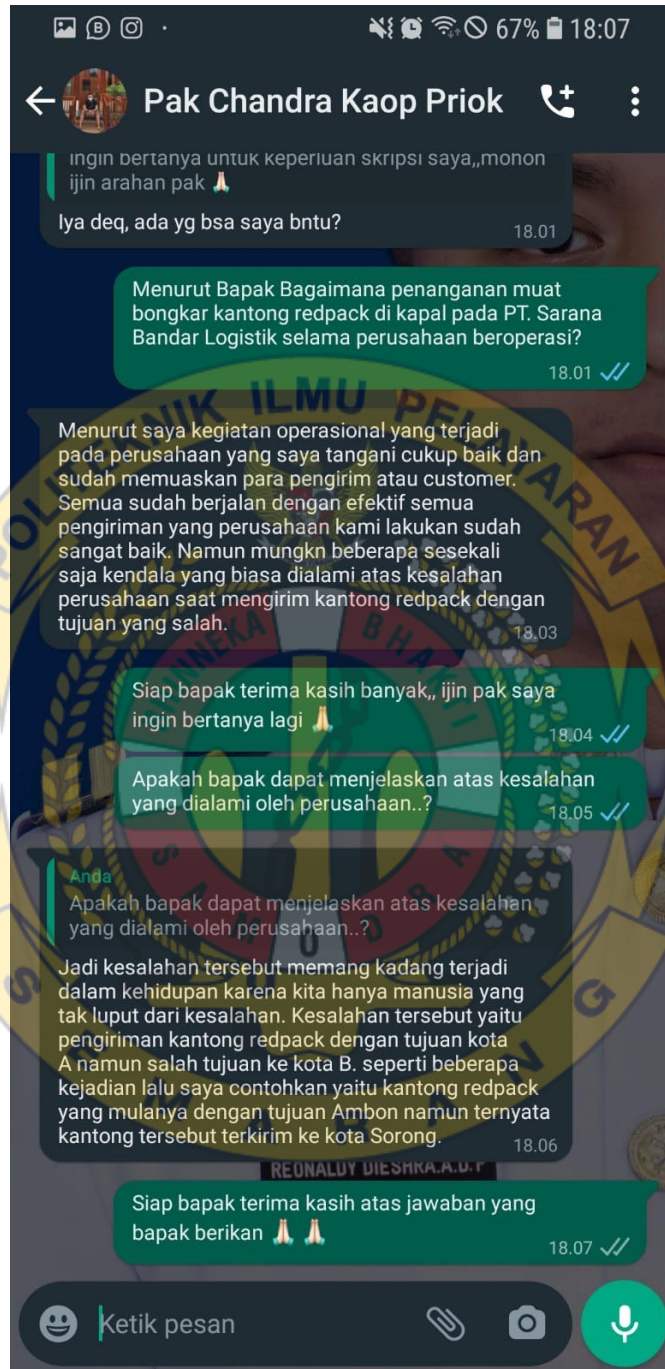 67% 18:07
Pak Chandra Kaop Priok
ingin bertanya untuk keperluan skripsi saya,,mohon
ijin arahan pak 🙏🏻
Iya deq, ada yg bsa saya bntu?
18.01
Menurut Bapak Bagaimana penanganan muat
bongkar kantong redpack di kapal pada PT. Sarana
Bandar Logistik selama perusahaan beroperasi?
18.01
Menurut saya kegiatan operasional yang terjadi
pada perusahaan yang saya tangani cukup baik dan
sudah memuaskan para pengirim atau customer.
Semua sudah berjalan dengan efektif semua
pengiriman yang perusahaan kami lakukan sudah
sangat baik. Namun mungkn beberapa sesekali
saja kendala yang biasa dialami atas kesalahan
perusahaan saat mengirim kantong redpack dengan
tujuan yang salah.
18.03
Siap bapak terima kasih banyak,, ijin pak saya
ingin bertanya lagi 🙏🏻
18.04
Apakah bapak dapat menjelaskan atas kesalahan
yang dialami oleh perusahaan..?
18.05
Anda
Apakah bapak dapat menjelaskan atas kesalahan
yang dialami oleh perusahaan..?
Jadi kesalahan tersebut memang kadang terjadi
dalam kehidupan karena kita hanya manusia yang
tak luput dari kesalahan. Kesalahan tersebut yaitu
pengiriman kantong redpack dengan tujuan kota
A namun salah tujuan ke kota B. seperti beberapa
kejadian lalu saya contohkan yaitu kantong redpack
yang mulanya dengan tujuan Ambon namun ternyata
kantong tersebut terkirim ke kota Sorong.
18.06
REONALDY DIESHRA.A.D.P
Siap bapak terima kasih atas jawaban yang
bapak berikan 🙏🏻 🙏🏻
18.07
Ketik pesan
POLITEKNIK ILMU PELAYARAN
SEMARANG
BHINNEKA BHAKTI
SAMODRA